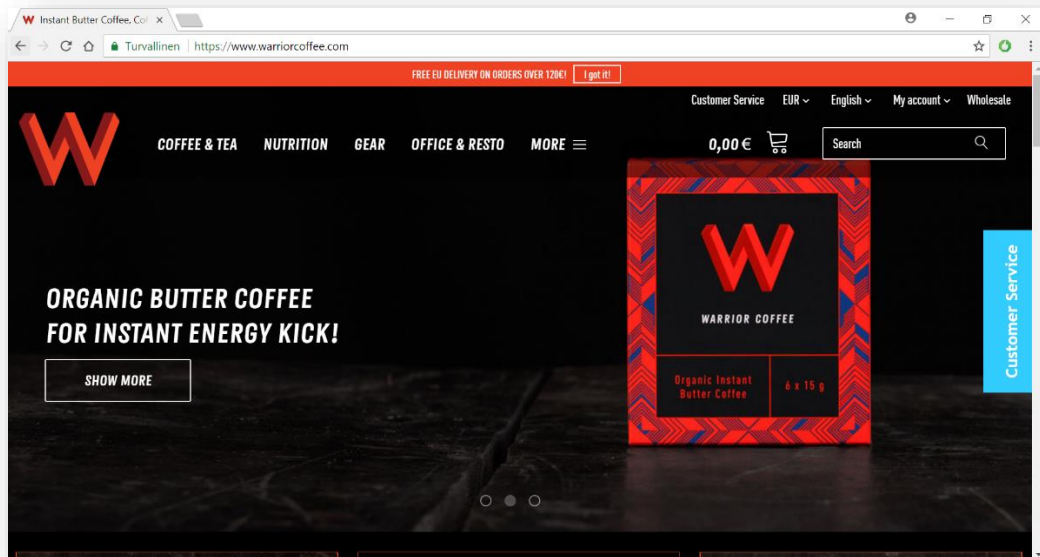 W Instant Butter Coffee, Col
Turvallinen https://www.warriorcoffee.com
FREE EU DELIVERY ON ORDERS OVER 120€! I got it!
Customer Service EUR English My account Wholesale
W
COFFEE & TEA NUTRITION GEAR OFFICE & RESTO MORE 0,00 € Search
W
WARRIOR COFFEE
Organic Instant
Butter Coffee
6 x 15 g
ORGANIC BUTTER COFFEE
FOR INSTANT ENERGY KICK!
SHOW MORE
Customer Service